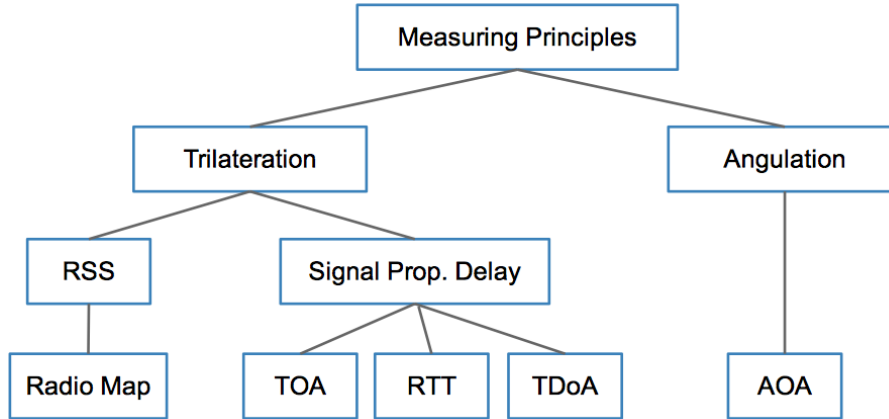 Measuring Principles
Trilateration
Angulation
RSS
Signal Prop. Delay
Radio Map
TOA
RTT
TDoA
AOA